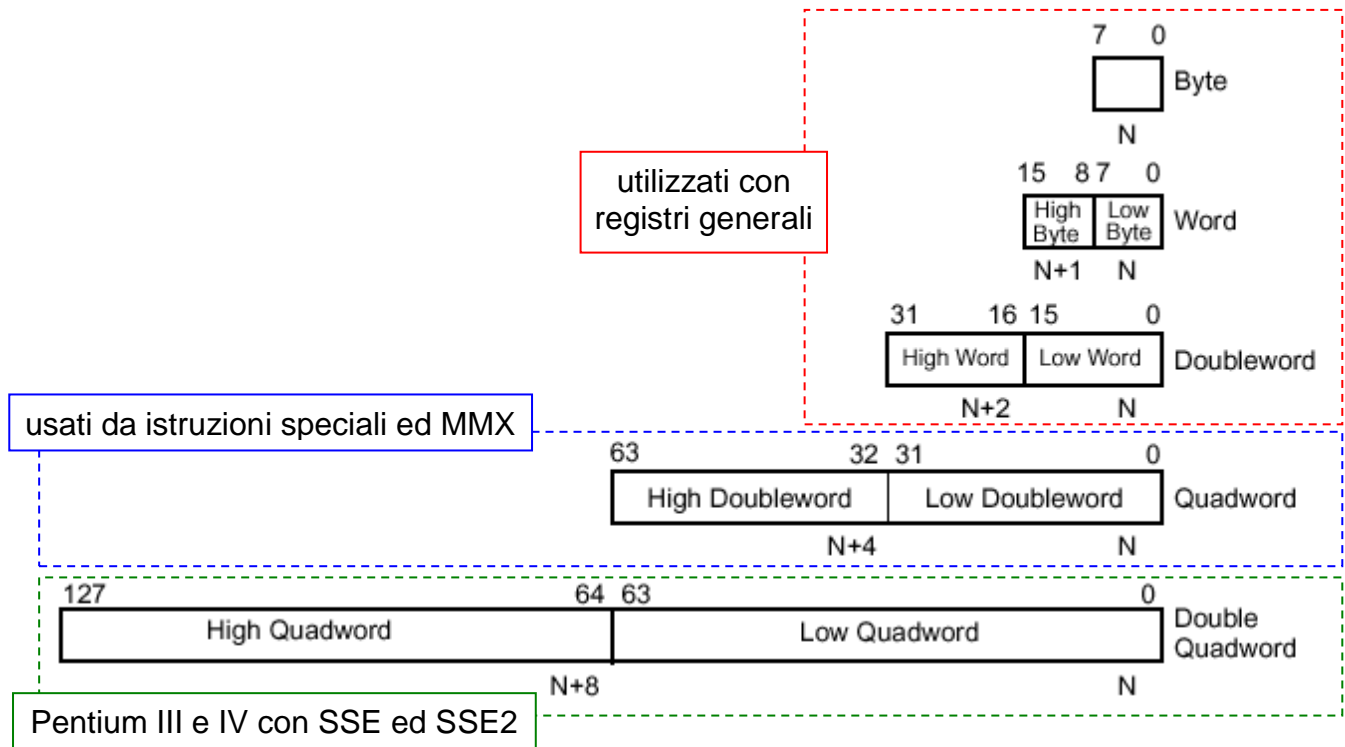 7 0
Byte
N
utilizzati con
registri generali
15 8 7 0
High
Byte
Low
Byte
Word
N+1 N
31 16 15 0
High Word Low Word Doubleword
N+2 N
usati da istruzioni speciali ed MMX
63 32 31 0
High Doubleword Low Doubleword Quadword
N+4 N
127 64 63 0
High Quadword Low Quadword
Double
Quadword
N+8 N
Pentium III e IV con SSE ed SSE2